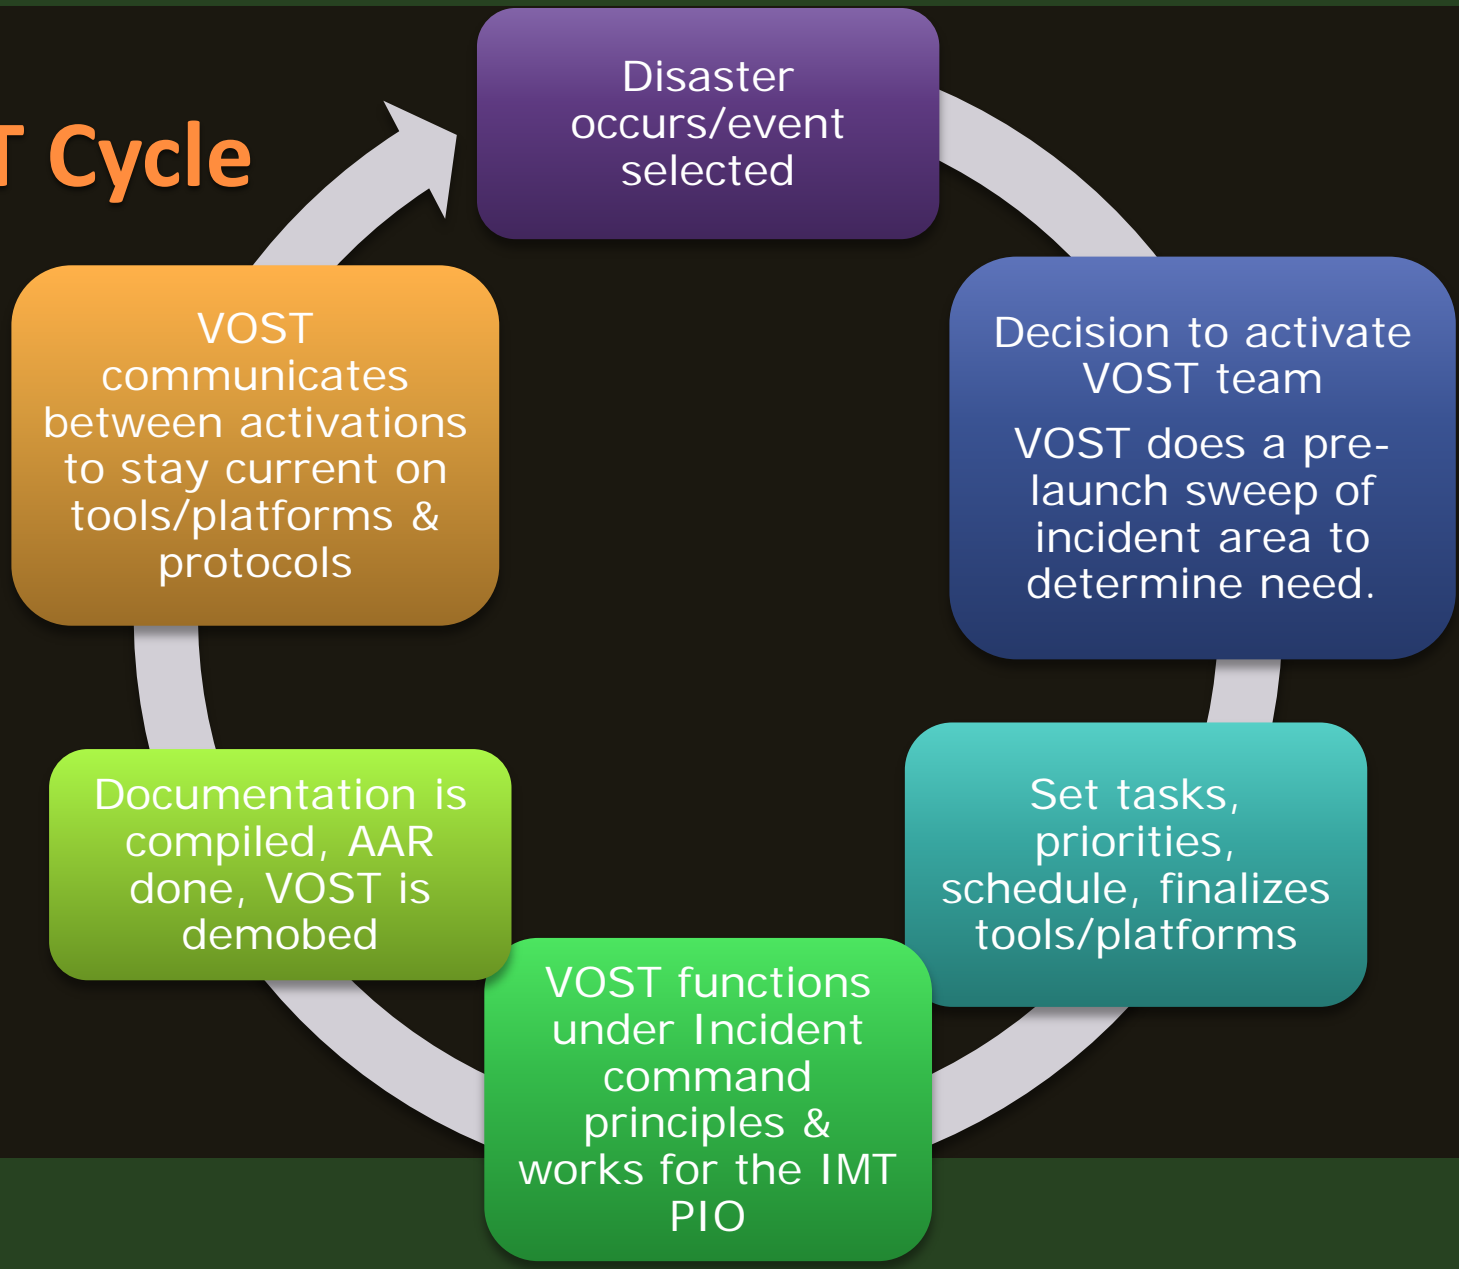 T Cycle
Disaster
occurs/event
selected
Decision to activate
VOST team
VOST does a pre-
launch sweep of
incident area to
determine need.
Set tasks,
priorities,
schedule, finalizes
tools/platforms
VOST functions
under Incident
command
principles &
works for the IMT
PIO
Documentation is
compiled, AAR
done, VOST is
demobed
VOST
communicates
between activations
to stay current on
tools/platforms &
protocols